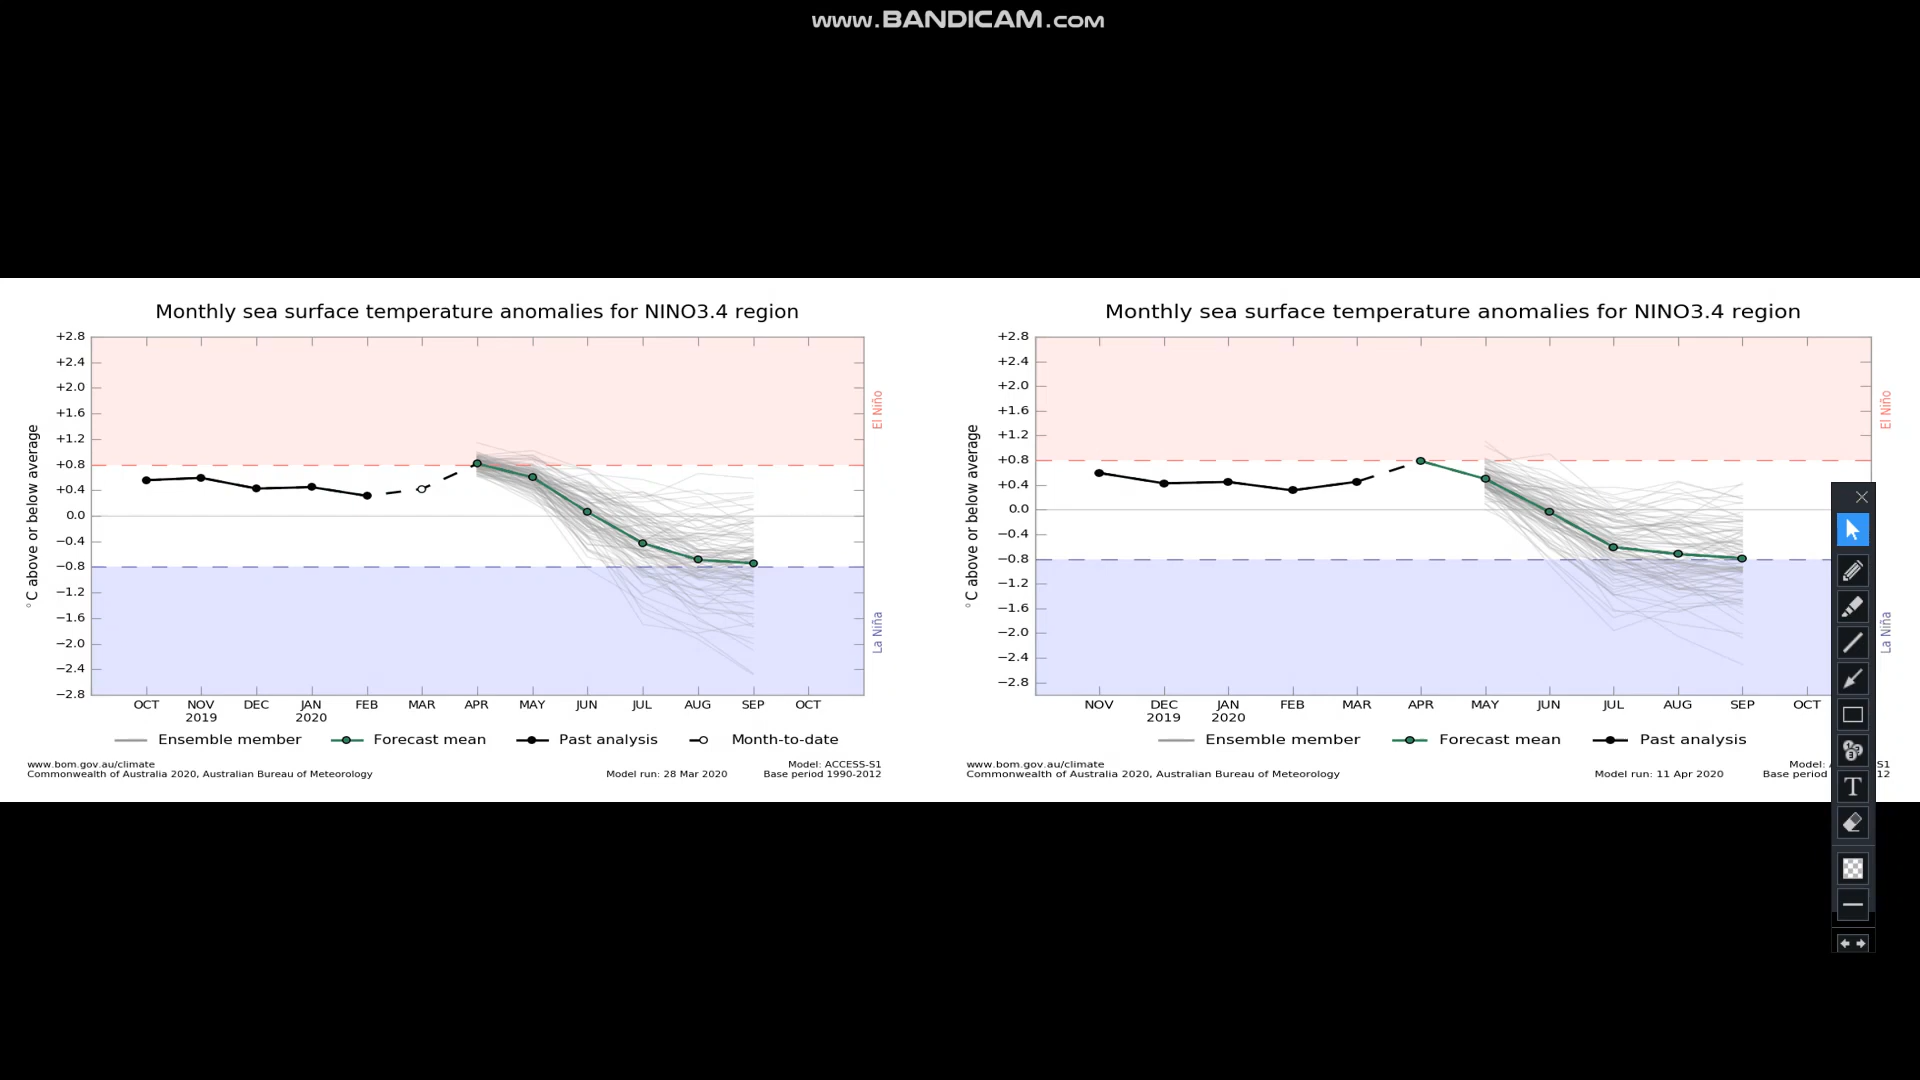 www.BANDICAM.com
Monthly sea surface temperature anomalies for NINO3.4 region
+2.8
+2.4
+2.0
+1.6
+1.2
+0.8
+0.4
0.0
−0.4
−0.8
−1.2
−1.6
−2.0
−2.4
−2.8
°C above or below average
El Niño
La Niña
OCT NOV DEC JAN FEB MAR APR MAY JUN JUL AUG SEP OCT
2019 2020
Ensemble member Forecast mean Past analysis Month-to-date
www.bom.gov.au/climate Model: ACCESS-S1
Commonwealth of Australia 2020, Australian Bureau of Meteorology Model run: 28 Mar 2020 Base period 1990-2012
Monthly sea surface temperature anomalies for NINO3.4 region
+2.8
+2.4
+2.0
+1.6
+1.2
+0.8
+0.4
0.0
−0.4
−0.8
−1.2
−1.6
−2.0
−2.4
−2.8
°C above or below average
El Niño
La Niña
NOV DEC JAN FEB MAR APR MAY JUN JUL AUG SEP OCT
2019 2020
Ensemble member Forecast mean Past analysis
www.bom.gov.au/climate Model: S1
Commonwealth of Australia 2020, Australian Bureau of Meteorology Model run: 11 Apr 2020 Base period 12
T